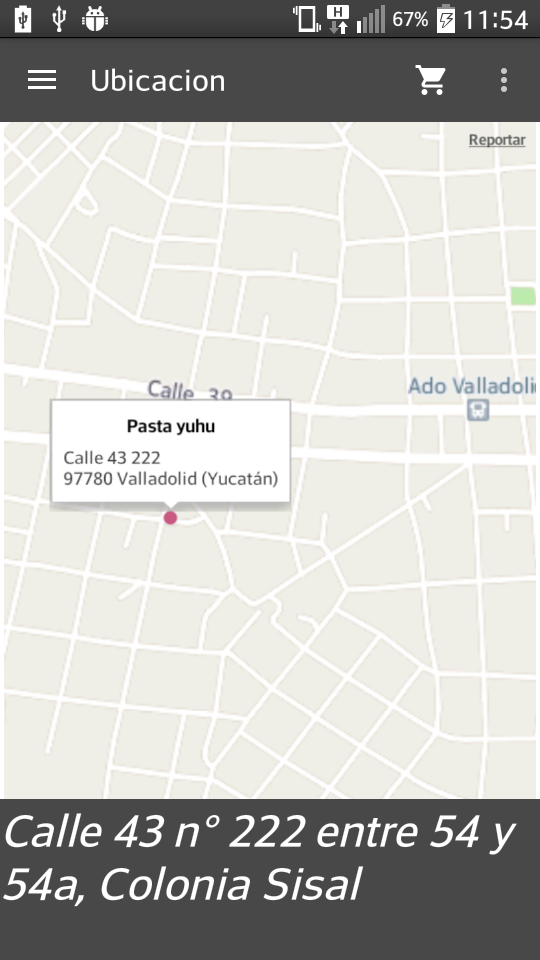 H 67% 11:54
Ubicacion
Reportar
Calle 39
Ado Valladoli
Pasta yuhu
Calle 43 222
97780 Valladolid (Yucatán)
Calle 43 n° 222 entre 54 y
54a, Colonia Sisal